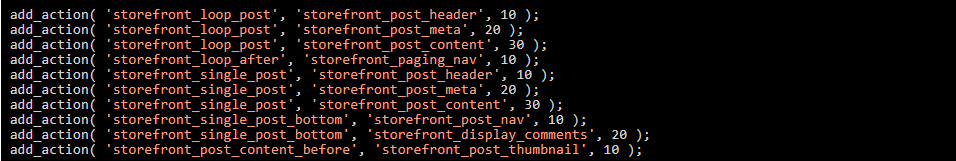 add_action( 'storefront_loop_post', 'storefront_post_header', 10 );
add_action( 'storefront_loop_post', 'storefront_post_meta', 20 );
add_action( 'storefront_loop_post', 'storefront_post_content', 30 );
add_action( 'storefront_loop_after', 'storefront_paging_nav', 10 );
add_action( 'storefront_single_post', 'storefront_post_header', 10 );
add_action( 'storefront_single_post', 'storefront_post_meta', 20 );
add_action( 'storefront_single_post', 'storefront_post_content', 30 );
add_action( 'storefront_single_post_bottom', 'storefront_post_nav', 10 );
add_action( 'storefront_single_post_bottom', 'storefront_display_comments', 20 );
add_action( 'storefront_post_content_before', 'storefront_post_thumbnail', 10 );